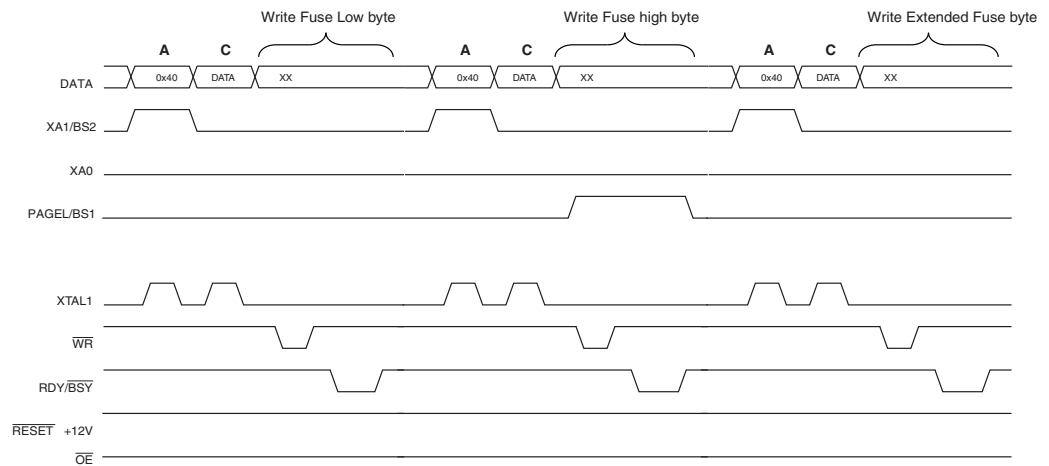 Write Fuse Low byte Write Fuse high byte Write Extended Fuse byte
A C A C A C
DATA 0x40 DATA XX 0x40 DATA XX 0x40 DATA XX
XA1/BS2
XA0
PAGEL/BS1
XTAL1
WR
RDY/BSY
RESET +12V
OE